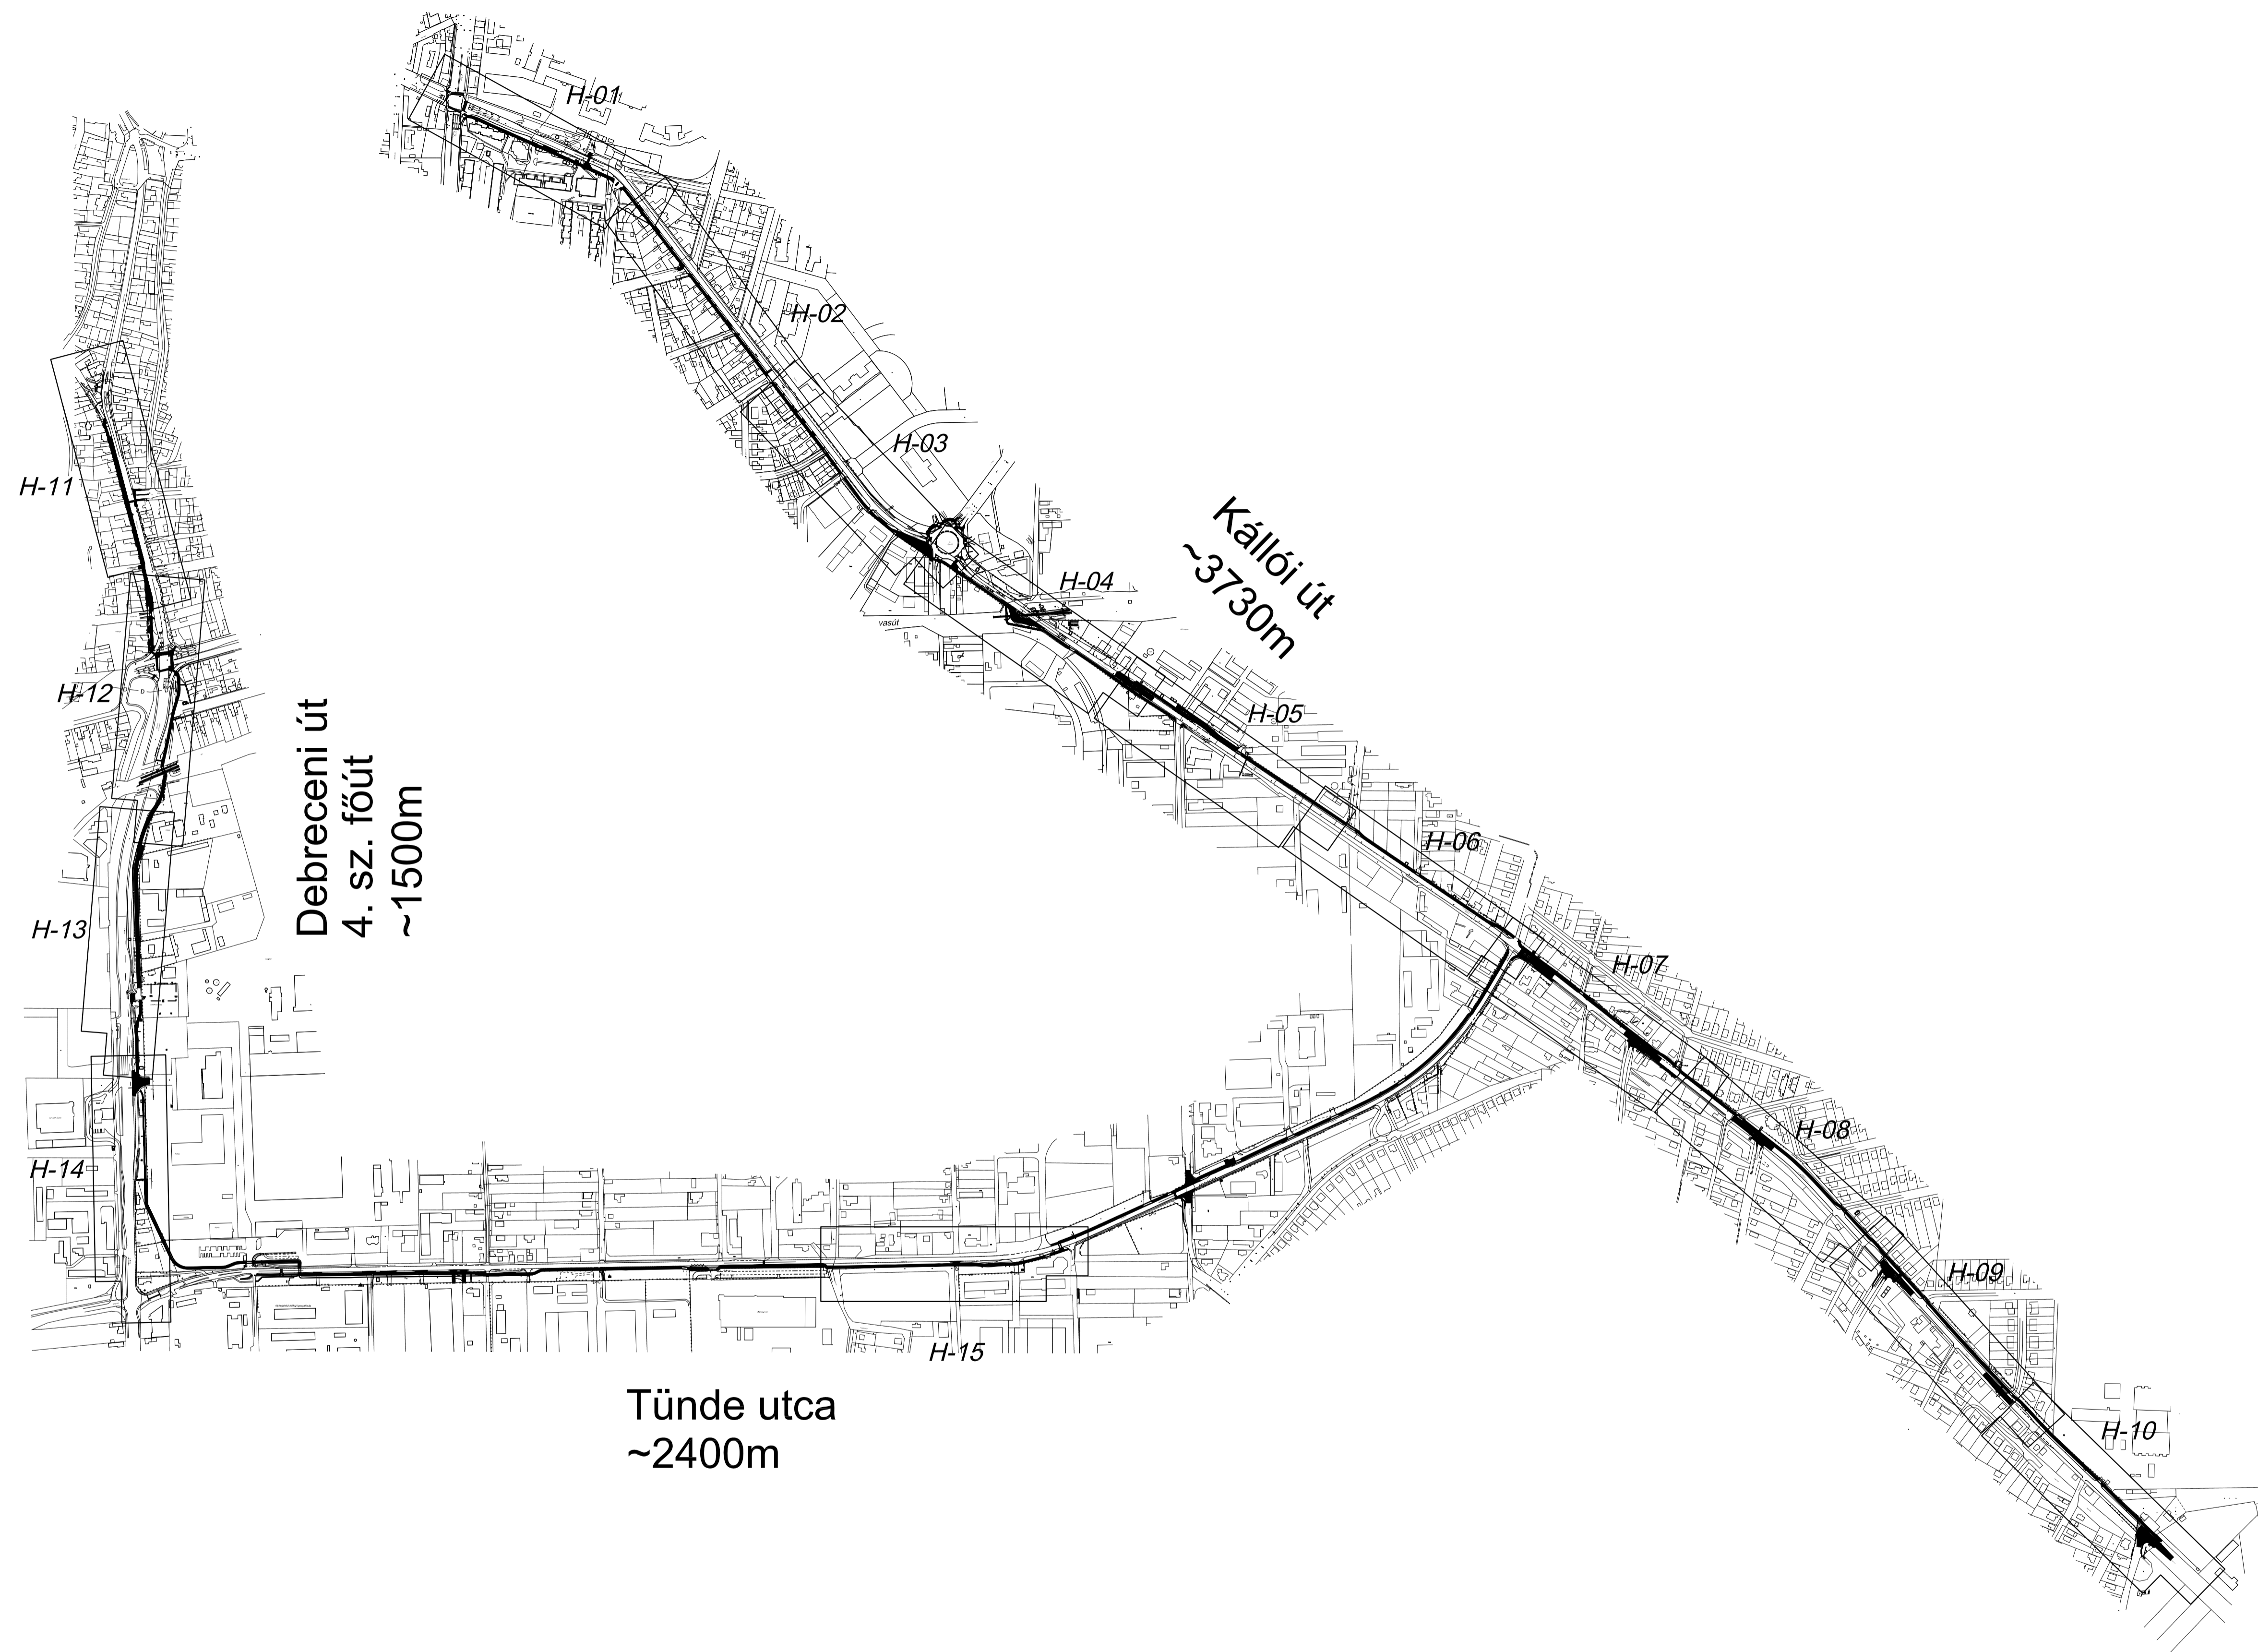 H-01
H-02
H-03
H-04
vasút
Kállói út
~3730m
H-05
H-06
H-07
H-08
H-09
H-10
H-11
H-12
D
Debreceni út
4. sz. főút
~1500m
H-13
H-14
H-15
Tünde utca
~2400m